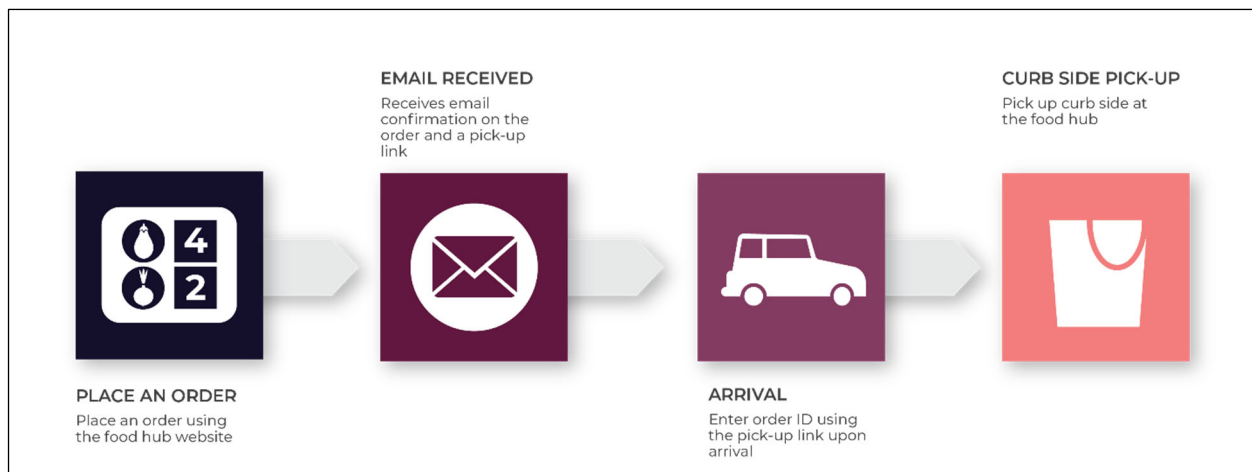 PLACE AN ORDER
Place an order using
the food hub website
4
2
EMAIL RECEIVED
Receives email
confirmation on the
order and a pick-up
link
ARRIVAL
Enter order ID using
the pick-up link upon
arrival
CURB SIDE PICK-UP
Pick up curb side at
the food hub